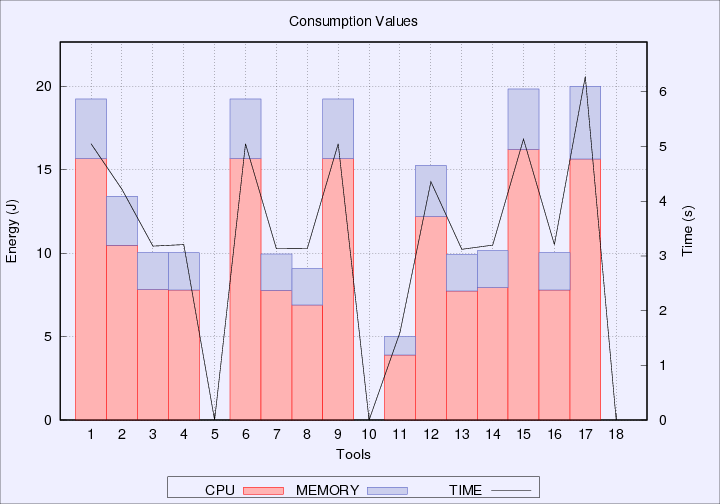 Consumption Values
20
15
10
5
0
6
5
4
3
2
1
0
Energy (J)
Time (s)
1 2 3 4 5 6 7 8 9 10 11 12 13 14 15 16 17 18
Tools
CPU MEMORY TIME